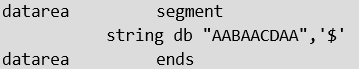 datarea segment
string db "AABAACDAA",'$'
datarea ends